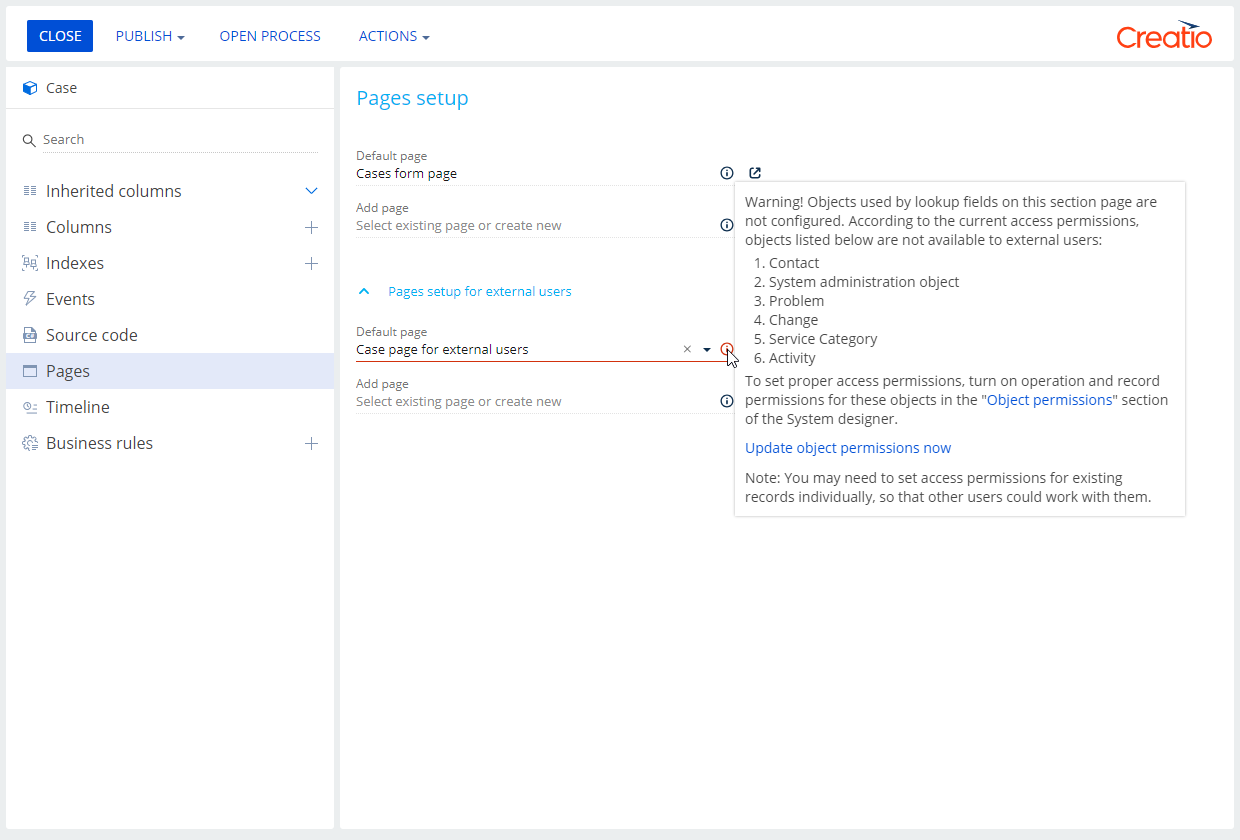 CLOSE
PUBLISH
OPEN PROCESS
ACTIONS
Creatio
Case
Search
Inherited columns
Columns
Indexes
Events
Source code
Pages
Timeline
Business rules
Pages setup
Default page
Cases form page
Add page
Select existing page or create new
Pages setup for external users
Default page
Case page for external users
Add page
Select existing page or create new
Warning! Objects used by lookup fields on this section page are
not configured. According to the current access permissions,
objects listed below are not available to external users:
1. Contact
2. System administration object
3. Problem
4. Change
5. Service Category
6. Activity
To set proper access permissions, turn on operation and record
permissions for these objects in the "Object permissions" section
of the System designer.
Update object permissions now
Note: You may need to set access permissions for existing
records individually, so that other users could work with them.